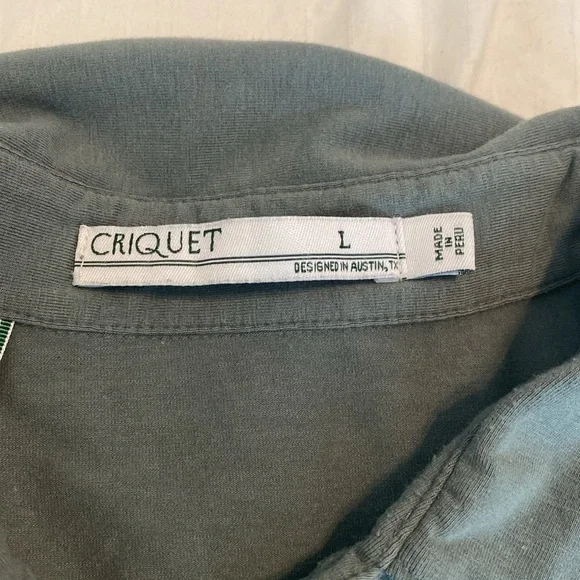 CRIQUET
L
DESIGNED IN AUSTIN, TX
MADE
IN
PERU